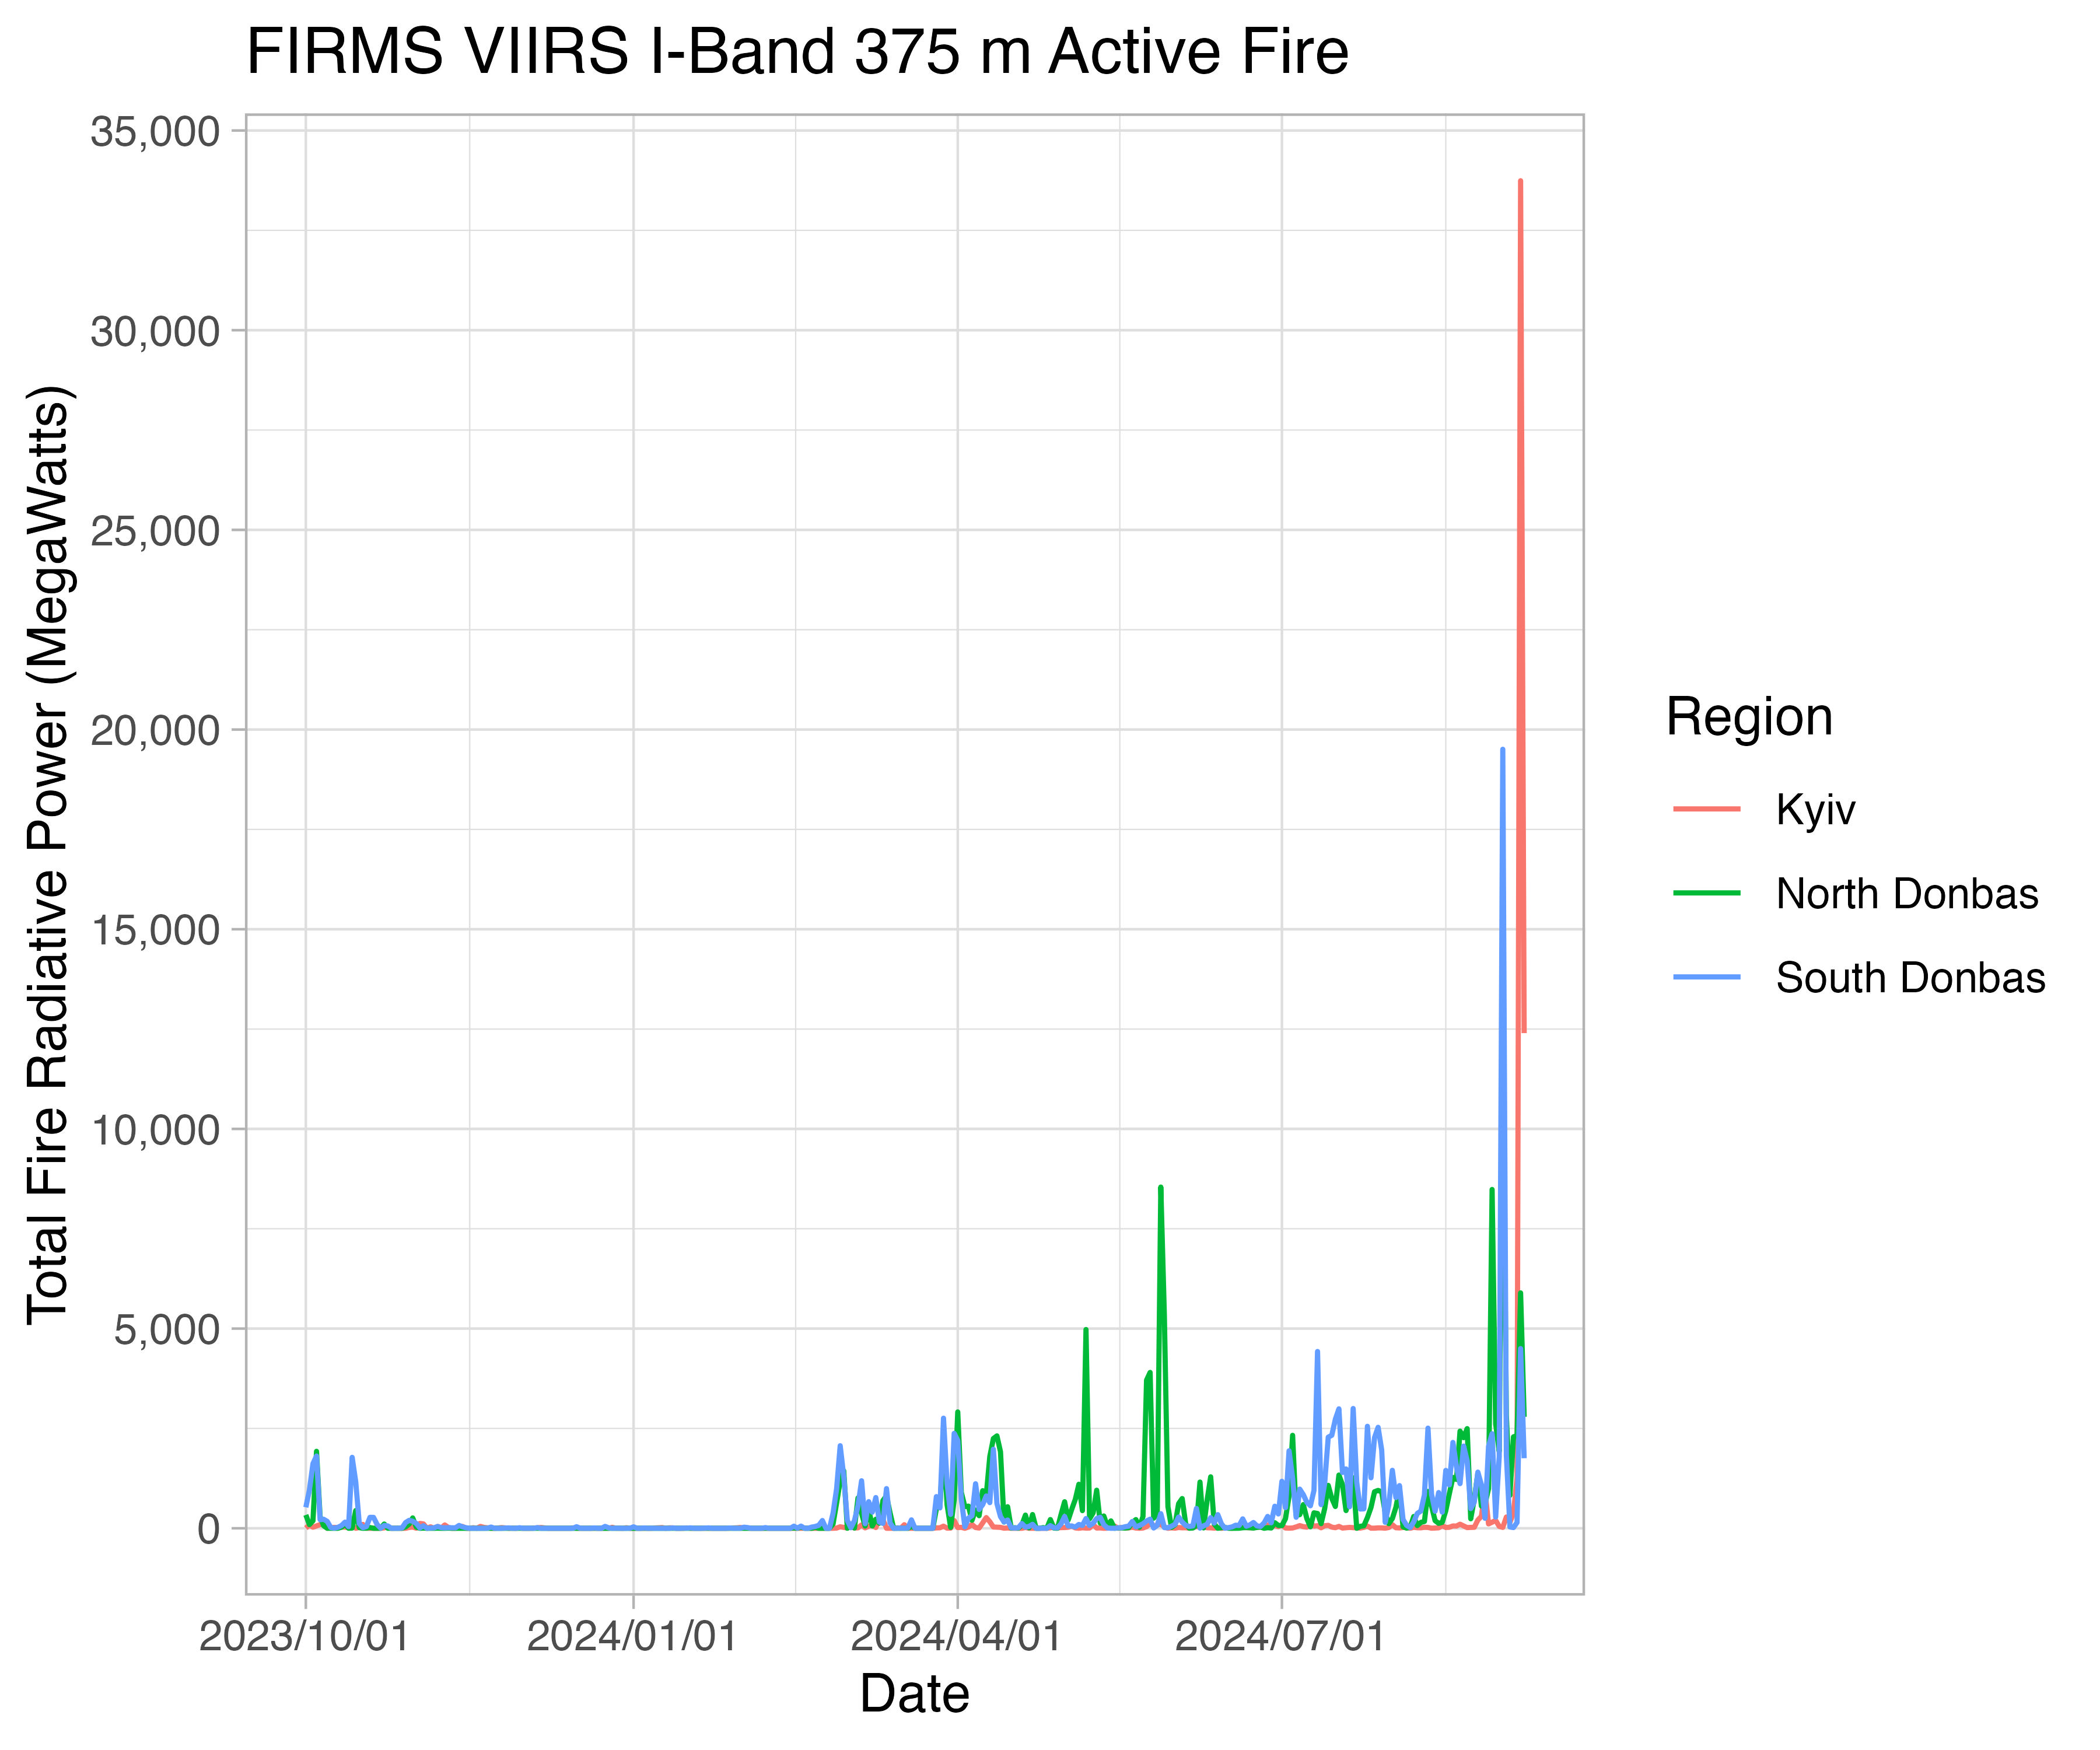 FIRMS VIIRS I-Band 375 m Active Fire
Total Fire Radiative Power (MegaWatts)
35,000
30,000
25,000
20,000
15,000
10,000
5,000
0
2023/10/01
2024/01/01
2024/04/01
2024/07/01
Date
Region
Kyiv
North Donbas
South Donbas